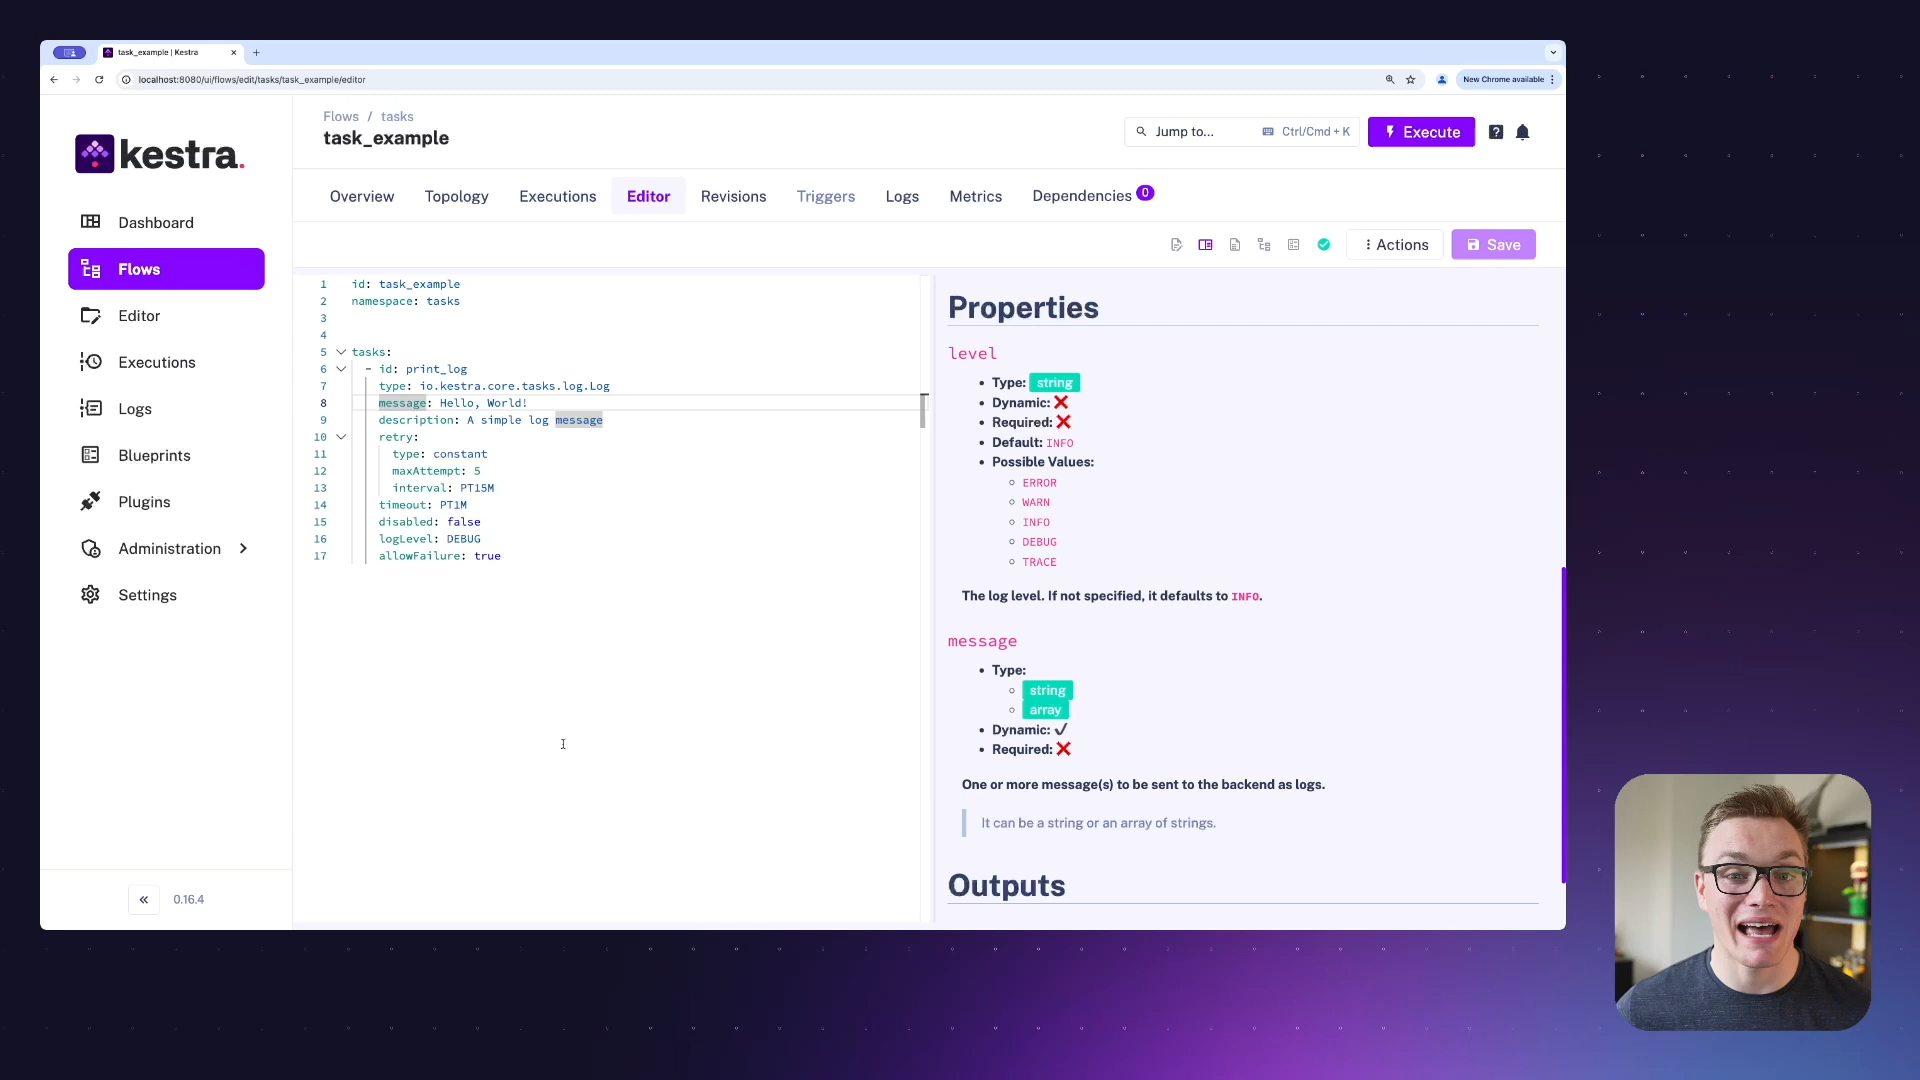 task_example | Kestra
localhost:8080/ui/flows/edit/tasks/task_example/editor
New Chrome available
kestra.
Dashboard
Flows
Editor
Executions
Logs
Blueprints
Plugins
Administration
Settings
0.16.4
Flows / tasks
task_example
Jump to...
Ctrl/Cmd + K
Execute
Overview
Topology
Executions
Editor
Revisions
Triggers
Logs
Metrics
Dependencies 0
Actions
Save
1 id: task_example
2 namespace: tasks
3
4
5 tasks:
6 - id: print_log
7 type: io.kestra.core.tasks.log.Log
8 message: Hello, World!
9 description: A simple log message
10 retry:
11 type: constant
12 maxAttempt: 5
13 interval: PT15M
14 timeout: PT1M
15 disabled: false
16 logLevel: DEBUG
17 allowFailure: true
Properties
level
Type: string
Dynamic: ❌
Required: ❌
Default: INFO
Possible Values:
ERROR
WARN
INFO
DEBUG
TRACE
The log level. If not specified, it defaults to INFO.
message
Type:
string
array
Dynamic: ✔
Required: ❌
One or more message(s) to be sent to the backend as logs.
It can be a string or an array of strings.
Outputs